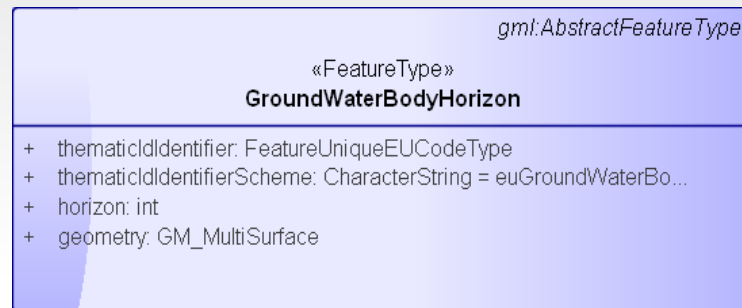 gml:AbstractFeatureType
«FeatureType»
GroundWaterBodyHorizon
+ thematicIdIdentifier: FeatureUniqueEUCodeType
+ thematicIdIdentifierScheme: CharacterString = euGroundWaterBo...
+ horizon: int
+ geometry: GM_MultiSurface